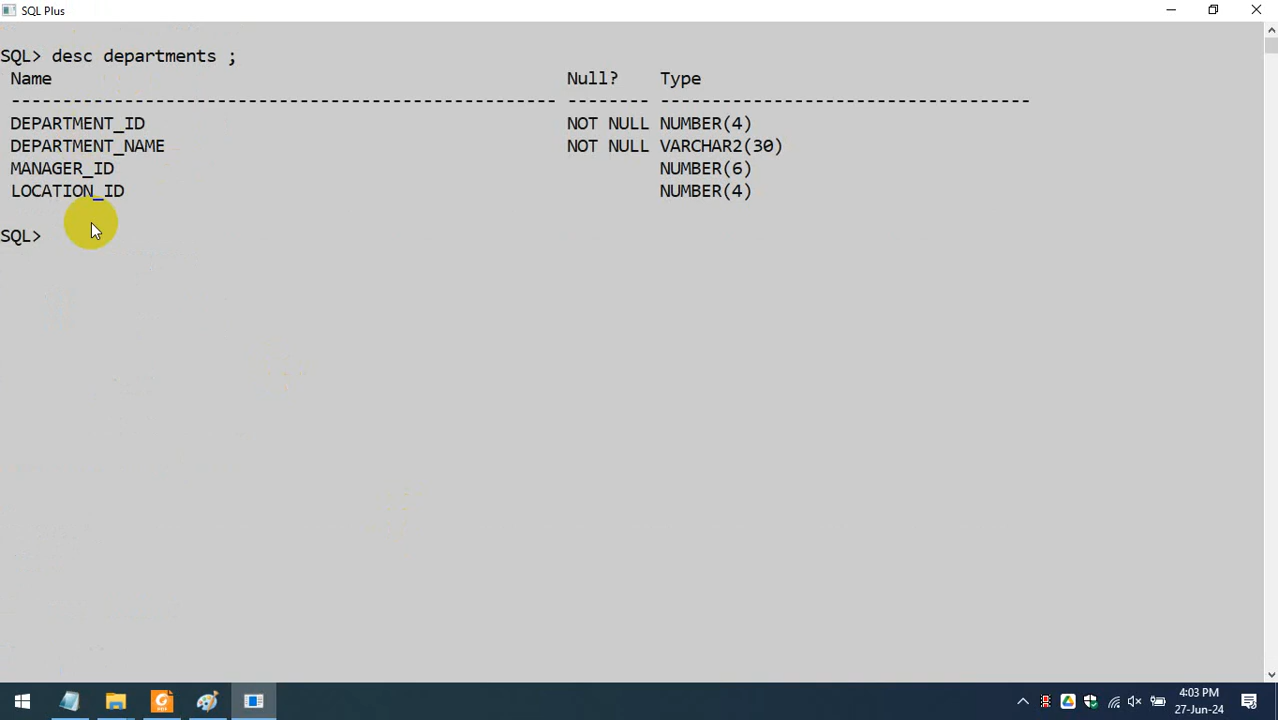 SQL Plus
SQL> desc departments ;
Name Null? Type
------------------------------------------------------ -------- ------------------------------------
DEPARTMENT_ID NOT NULL NUMBER(4)
DEPARTMENT_NAME NOT NULL VARCHAR2(30)
MANAGER_ID NUMBER(6)
LOCATION_ID NUMBER(4)
SQL>
PDF
4:03 PM
27-Jun-24